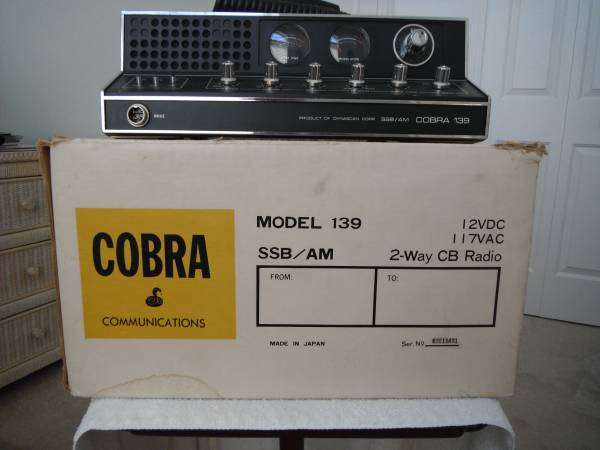 MIKE
PRODUCT OF DYNASCAN CORP. SSB/AM COBRA 139
COBRA
COMMUNICATIONS
MODEL 139
SSB/AM
12VDC
117VAC
2-Way CB Radio
FROM:
TO:
MADE IN JAPAN
Ser. No